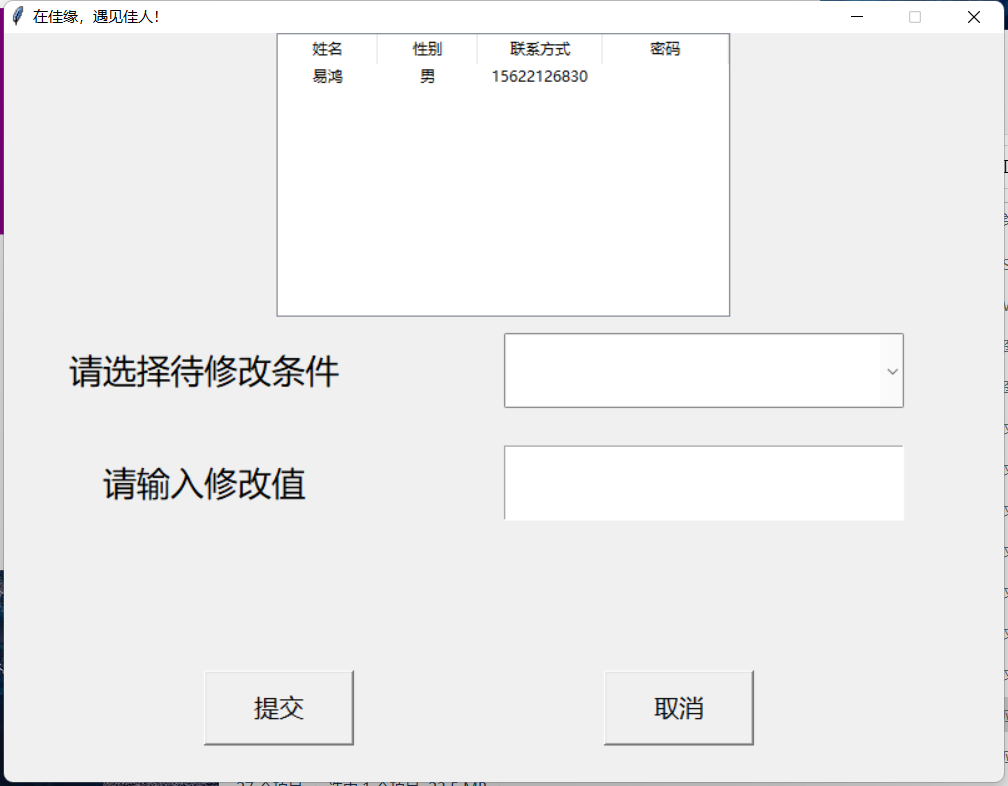 在佳缘，遇见佳人！
姓名 性别 联系方式 密码
易鸿 男 15622126830
请选择待修改条件
请输入修改值
提交 取消